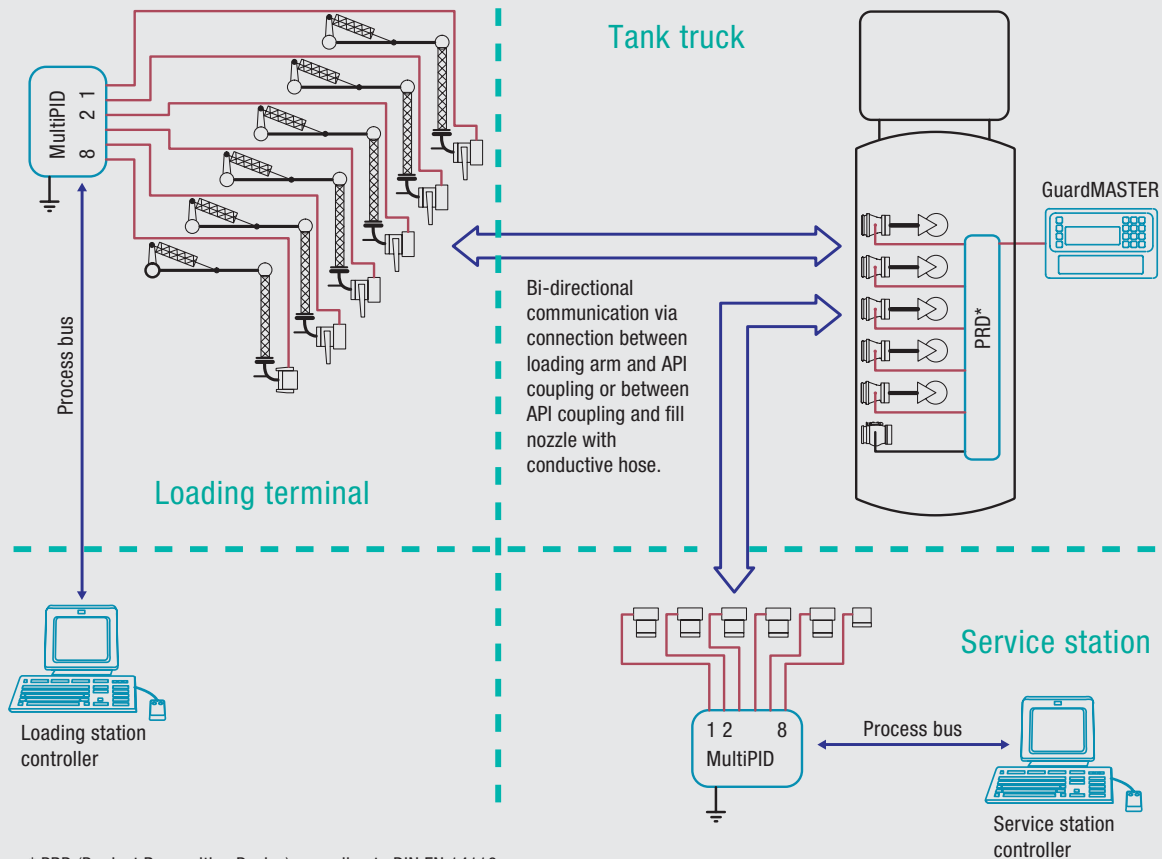 Tank truck
MultiPID
1
2
8
GuardMASTER
PRD*
Bi-directional
communication via
connection between
loading arm and API
coupling or between
API coupling and fill
nozzle with
conductive hose.
Process bus
Loading terminal
Loading station
controller
Service station
1 2 8
MultiPID
Process bus
Service station
controller